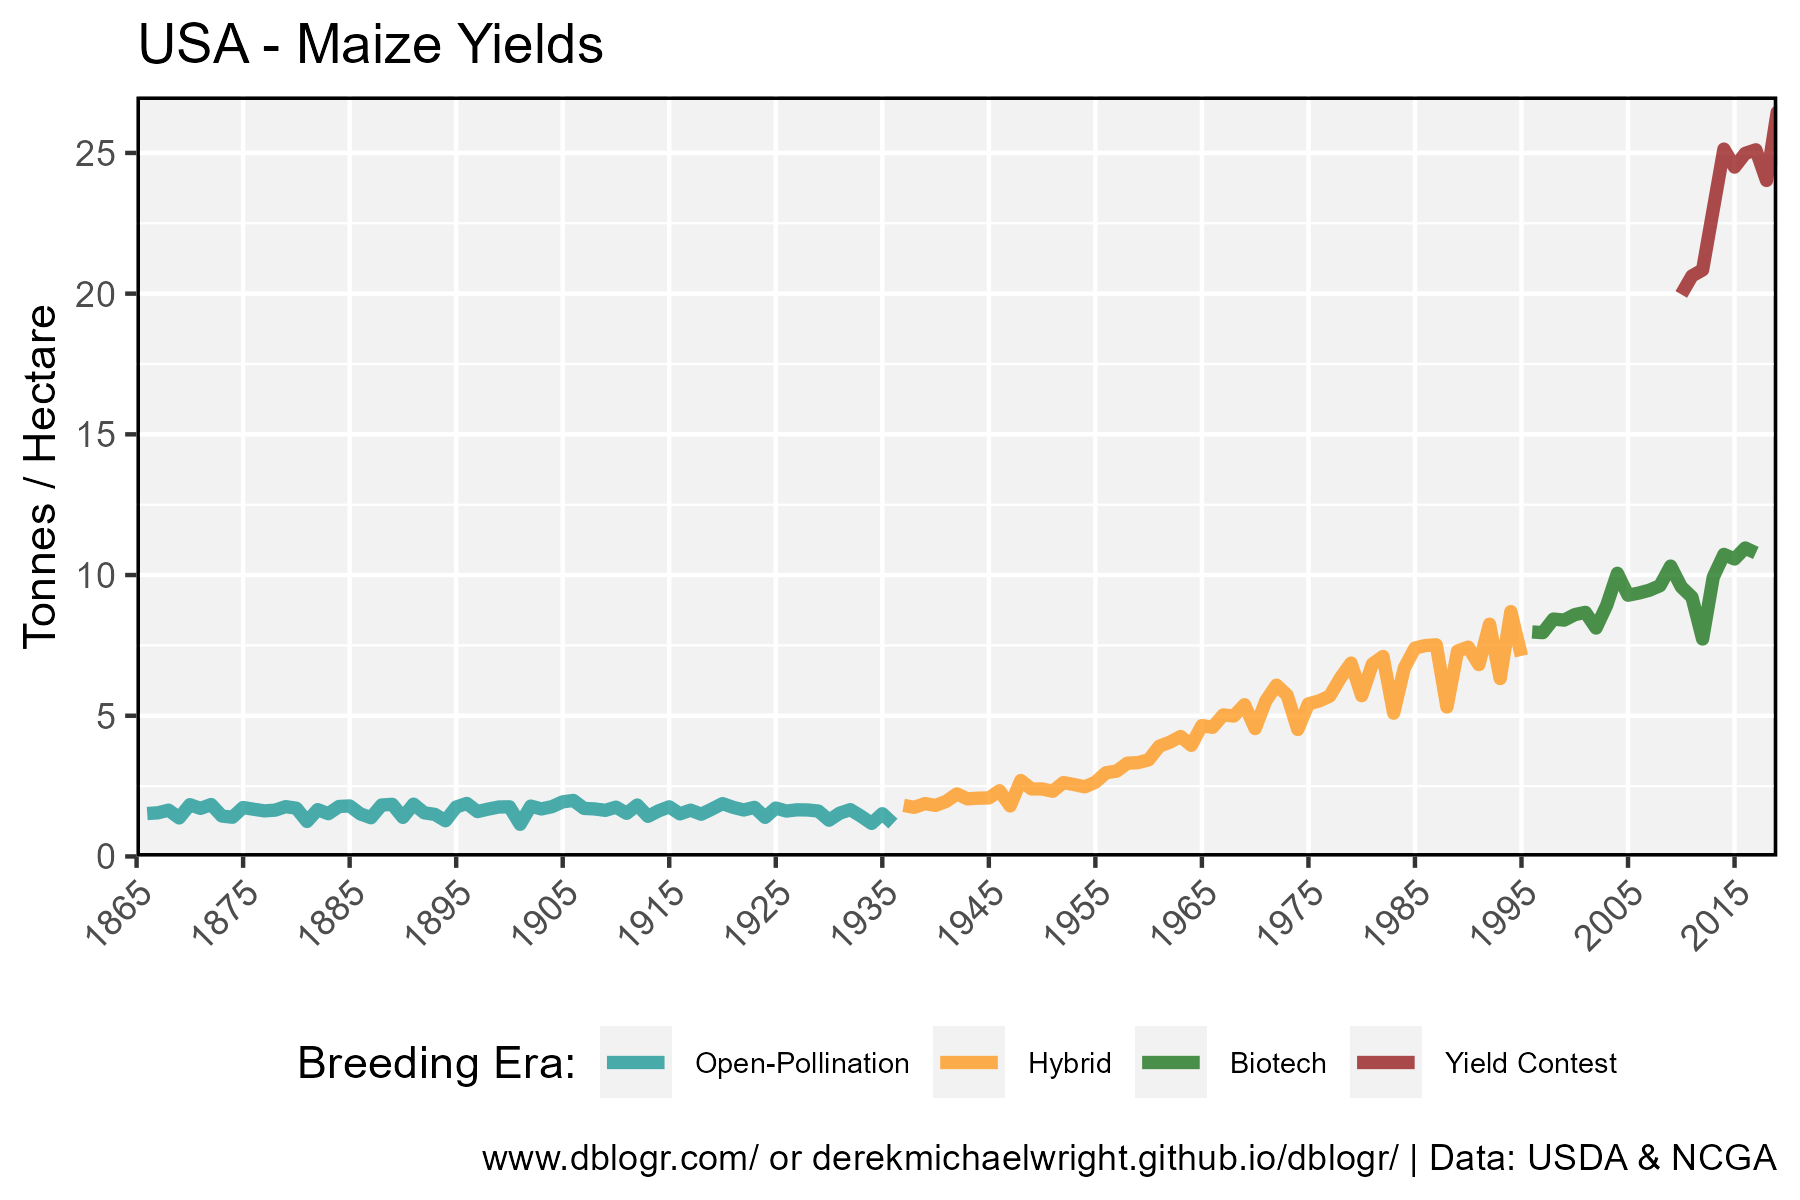 USA - Maize Yields
Tonnes / Hectare
25
20
15
10
5
0
1865 1875 1885 1895 1905 1915 1925 1935 1945 1955 1965 1975 1985 1995 2005 2015
Breeding Era: Open-Pollination Hybrid Biotech Yield Contest
www.dblogr.com/ or derekmichaelwright.github.io/dblogr/ | Data: USDA & NCGA